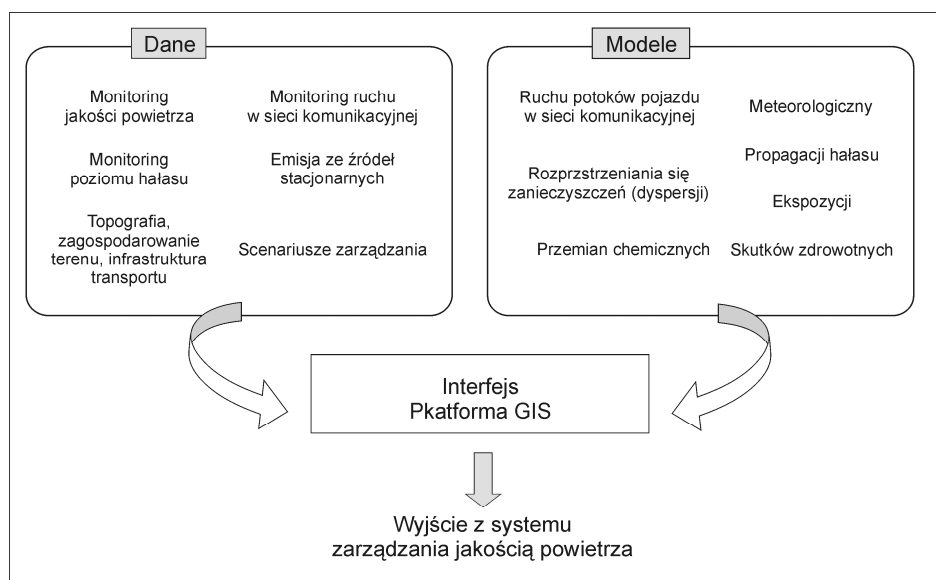 Dane
Monitoring
jakości powietrza
Monitoring
poziomu hałasu
Topografia,
zagospodarowanie
terenu, infrastruktura
transportu
Monitoring ruchu
w sieci komunikacyjnej
Emisja ze źródeł
stacjonarnych
Scenariusze zarządzania
Modele
Ruchu potoków pojazdu
w sieci komunikacyjnej
Rozprzstrzeniania się
zanieczyszczeń (dyspersji)
Przemian chemicznych
Meteorologiczny
Propagacji hałasu
Ekspozycji
Skutków zdrowotnych
Interfejs
Pkatforma GIS
Wyjście z systemu
zarządzania jakością powietrza